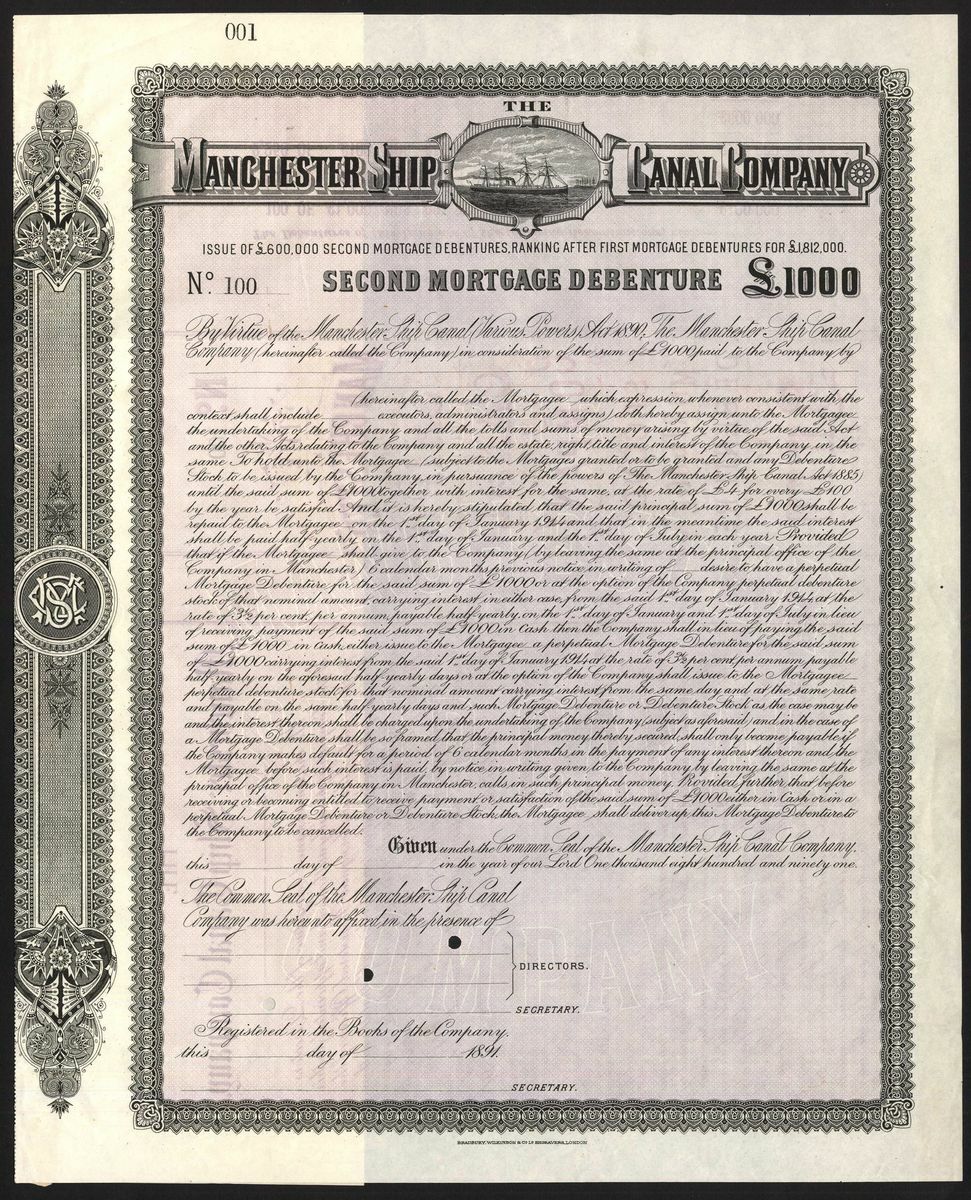 001
THE
MANCHESTER SHIP CANAL COMPANY
ISSUE OF £600,000 SECOND MORTGAGE DEBENTURES, RANKING AFTER FIRST MORTGAGE DEBENTURES FOR £1,812,000.
No. 100 SECOND MORTGAGE DEBENTURE £1000
By Virtue of the Manchester Ship Canal (Various Powers) Act 1890. The Manchester Ship Canal
Company (hereinafter called the Company) in consideration of the sum of £1000 paid to the Company by
(hereinafter called the Mortgagee which expression whenever consistent with the
context shall include executors, administrators and assigns) doth hereby assign unto the Mortgagee
the undertaking of the Company and all the tolls and sums of money arising by virtue of the said Act
and the other Acts relating to the Company and all the estate, right, title and interest of the Company in the
same To hold unto the Mortgagee (subject to the Mortgages granted or to be granted and any Debenture
Stock to be issued by the Company in pursuance of the powers of The Manchester Ship Canal Act 1885)
until the said sum of £1000 together with interest for the same, at the rate of £4 for every £100
by the year be satisfied. And it is hereby stipulated that the said principal sum of £1000 shall be
repaid to the Mortgagee on the 1st day of January 1914 and that in the meantime the said interest
shall be paid half yearly on the 1st day of January and the 1st day of July in each year Provided
that if the Mortgagee shall give to the Company (by leaving the same at the principal office of the
Company in Manchester) 6 calendar months previous notice in writing of desire to have a perpetual
Mortgage Debenture for the said sum of £1000 or at the option of the Company perpetual debenture
stock of that nominal amount, carrying interest in either case, from the said 1st day of January 1914, at the
rate of 3½ per cent. per annum, payable half yearly on the 1st day of January and 1st day of July in lieu
of receiving payment of the said sum of £1000 in Cash then the Company shall in lieu of paying the said
sum of £1000 in Cash, either issue to the Mortgagee a perpetual Mortgage Debenture for the said sum
of £1000 carrying interest from the said 1st day of January 1914 at the rate of 3½ per cent per annum payable
half yearly on the aforesaid half yearly days or at the option of the Company shall issue to the Mortgagee
perpetual debenture stock for that nominal amount carrying interest from the same day and at the same rate
and payable on the same half yearly days and such Mortgage Debenture or Debenture Stock as the case may be
and the interest thereon shall be charged upon the undertaking of the Company (subject as aforesaid) and in the case of
a Mortgage Debenture shall be so framed, that the principal money thereby secured, shall only become payable if
the Company makes default for a period of 6 calendar months in the payment of any interest thereon and the
Mortgagee before such interest is paid, by notice in writing given to the Company by leaving the same at the
principal office of the Company in Manchester, calls in such principal money. Provided further that before
receiving or becoming entitled to receive payment or satisfaction of the said sum of £1000 either in Cash or in a
perpetual Mortgage Debenture or Debenture Stock, the Mortgagee shall deliver up this Mortgage Debenture to
the Company to be cancelled.
Given under the Common Seal of the Manchester Ship Canal Company,
this day of in the year of our Lord One thousand eight hundred and ninety one.
The Common Seal of the Manchester Ship Canal
Company was hereunto affixed in the presence of
DIRECTORS.
SECRETARY.
Registered in the Books of the Company.
this day of 1891.
SECRETARY.
BRADBURY, WILKINSON & Co. Ld. ENGRAVERS, LONDON